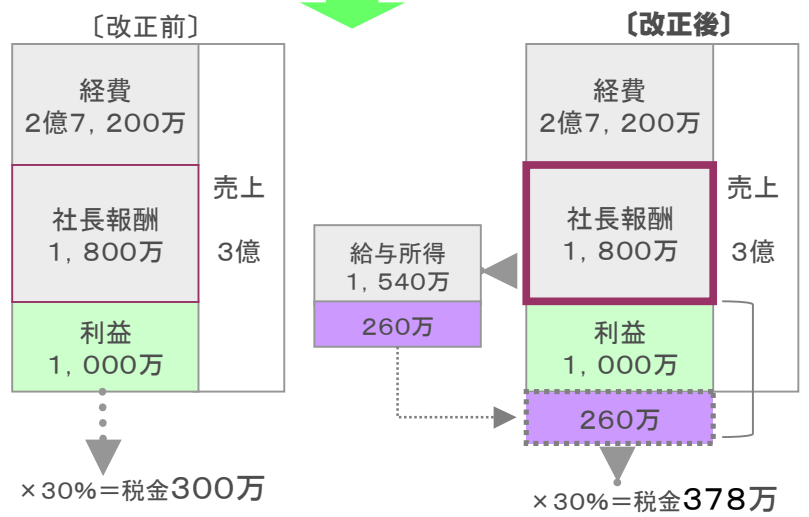 〔改正前〕
経費
2億7，200万
社長報酬
1，800万
利益
1，000万
売上
3億
×30%＝税金300万
〔改正後〕
経費
2億7，200万
社長報酬
1，800万
利益
1，000万
260万
売上
3億
給与所得
1，540万
260万
×30%＝税金378万